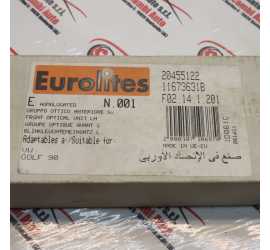 Eurolites
20455122
11673631B
F02 14 1 201
E HOMOLOGATED N.001
GRUPPO OTTICO ANTERIORE Sx
FRONT OPTICAL UNIT LH
GROUPE OPTIQUE AVANT G
Adaptables a-/Suitable for
VW
GOLF 90
صنع في الإتحاد الأوربي
MADE IN UE-EU